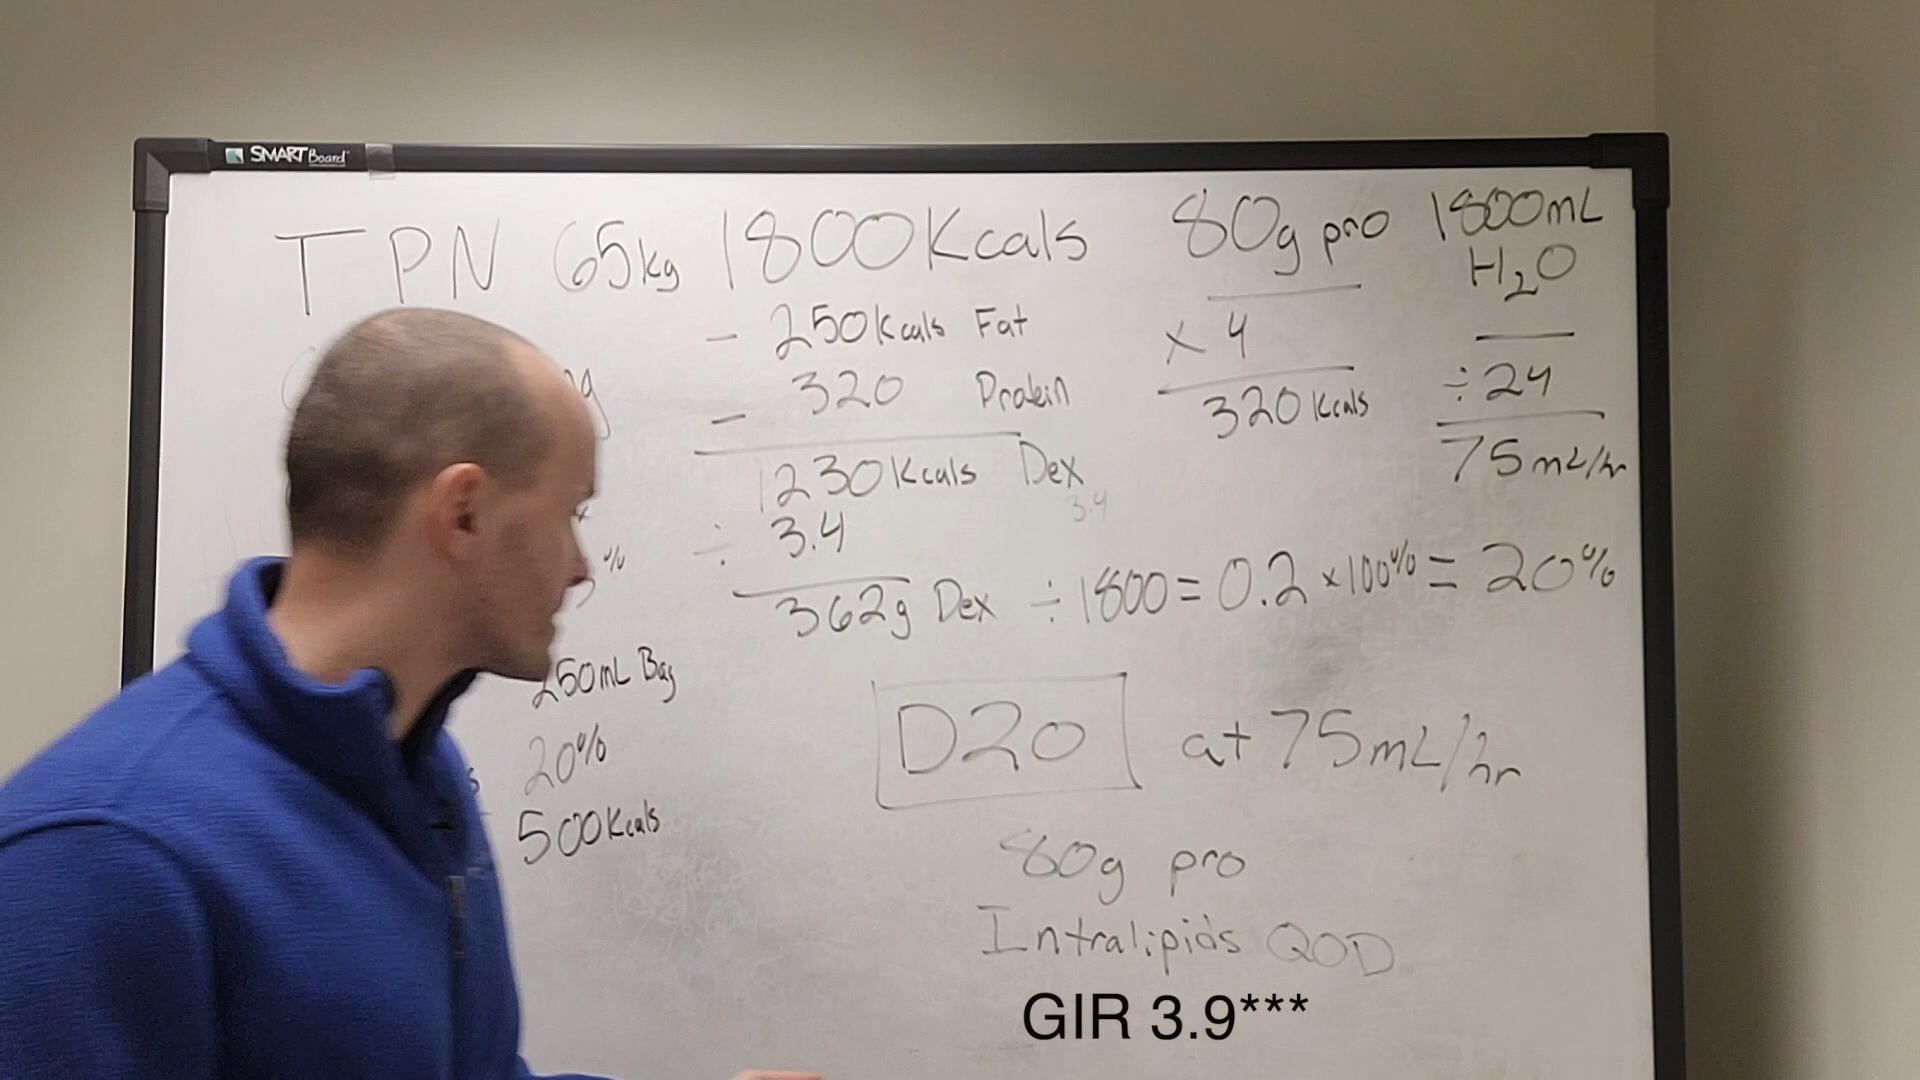 SMART Board
TPN 65kg 1800Kcals 80g pro 1800mL
H₂O
- 250Kcals Fat
x 4
- 320 Protein
320 Kcals
÷ 24
75mL/hr
1230Kcals Dex
3.4
÷ 3.4
362g Dex ÷ 1800 = 0.2 x 100% = 20%
250mL Bag
20%
500Kcals
D20 at 75mL/hr
80g pro
Intralipids QOD
GIR 3.9***